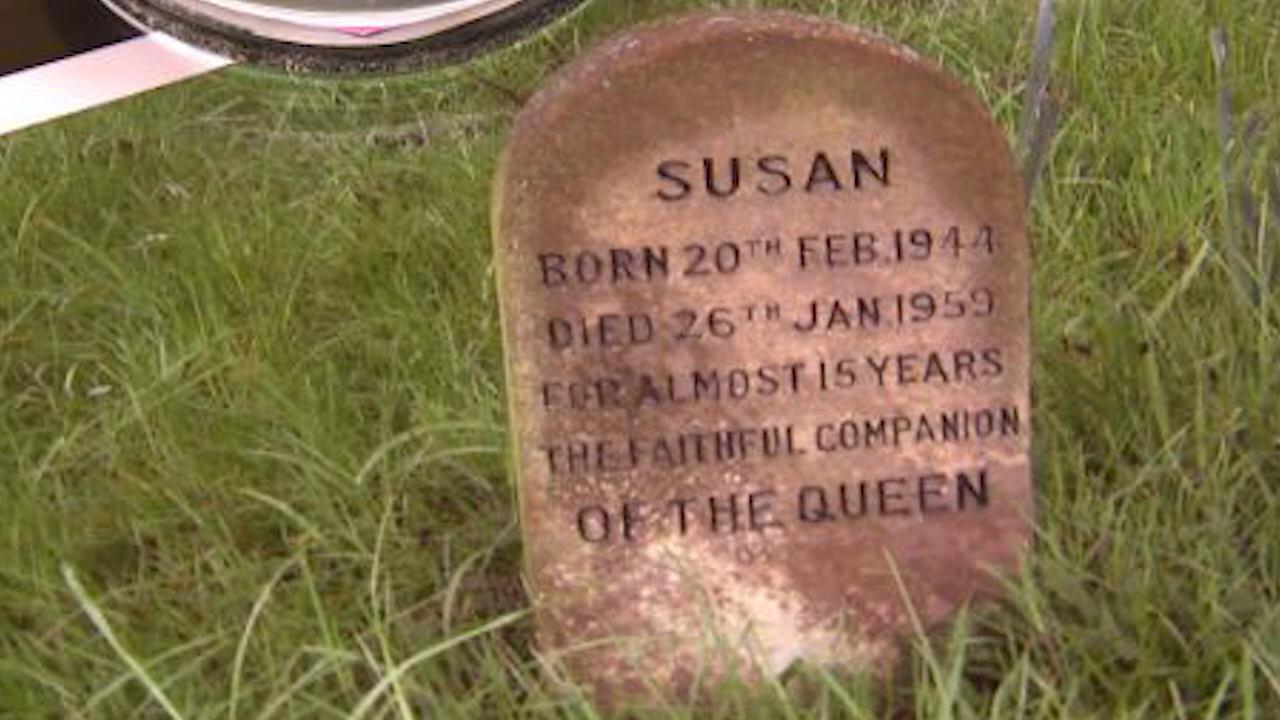 SUSAN
BORN 20TH FEB.1944
DIED 26TH JAN.1959
FOR ALMOST 15 YEARS
THE FAITHFUL COMPANION
OF THE QUEEN